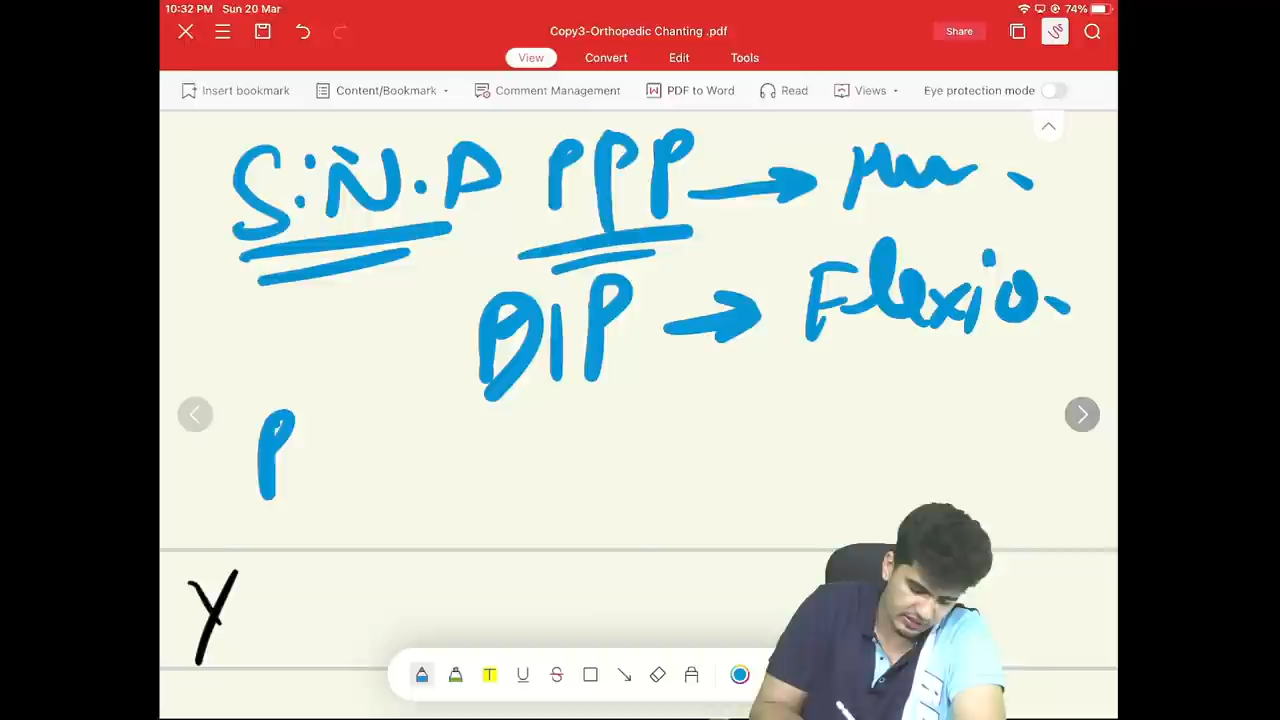 10:32 PM Sun 20 Mar 74%
Copy3-Orthopedic Chanting .pdf Share
View Convert Edit Tools
Insert bookmark Content/Bookmark Comment Management PDF to Word Read Views Eye protection mode
S.N.D PPP →
DIP → Flexio
P
Y
T U S